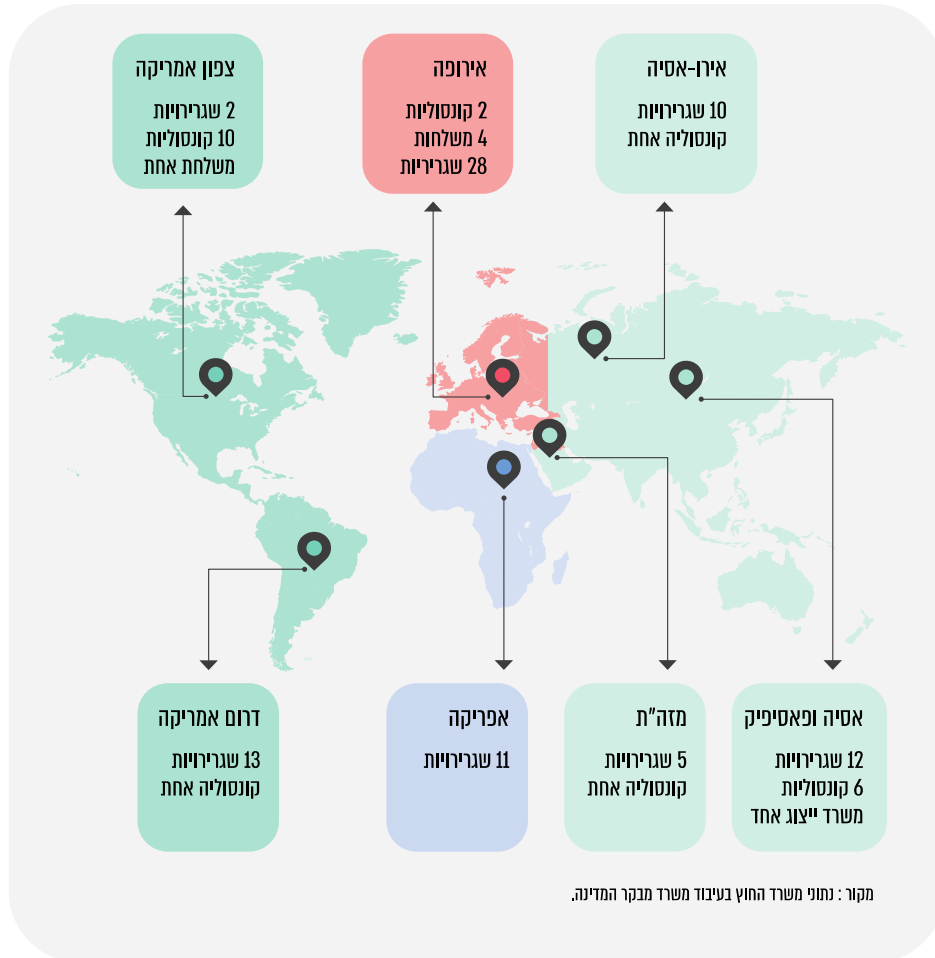 אירו-אסיה
10 שגרירויות
קונסוליה אחת
אירופה
2 קונסוליות
4 משלחות
28 שגריריות
צפון אמריקה
2 שגרירויות
10 קונסוליות
משלחת אחת
אסיה ופאסיפיק
12 שגרירויות
6 קונסוליות
משרד ייצוג אחד
מזה"ת
5 שגרירויות
קונסוליה אחת
אפריקה
11 שגרירויות
דרום אמריקה
13 שגרירויות
קונסוליה אחת
מקור : נתוני משרד החוץ בעיבוד משרד מבקר המדינה.